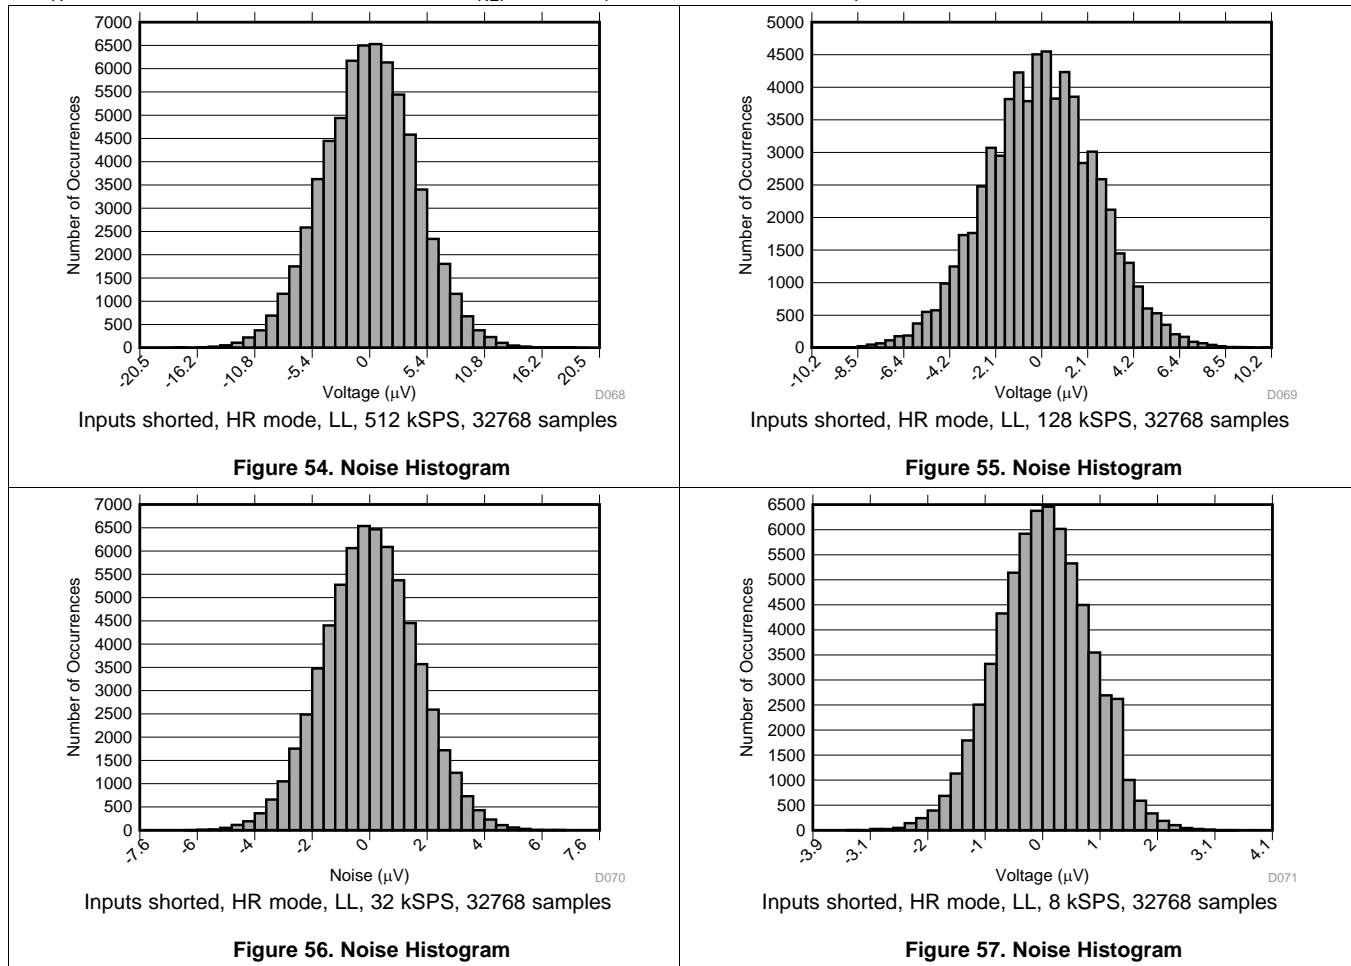 7000
6500
6000
5500
5000
4500
4000
3500
3000
2500
2000
1500
1000
500
0
Number of Occurrences
-20.5 -16.2 -10.8 -5.4 0 5.4 10.8 16.2 20.5
Voltage (μV)
D068
Inputs shorted, HR mode, LL, 512 kSPS, 32768 samples
Figure 54. Noise Histogram
5000
4500
4000
3500
3000
2500
2000
1500
1000
500
0
Number of Occurrences
-10.2 -8.5 -6.4 -4.2 -2.1 0 2.1 4.2 6.4 8.5 10.2
Voltage (μV)
D069
Inputs shorted, HR mode, LL, 128 kSPS, 32768 samples
Figure 55. Noise Histogram
7000
6500
6000
5500
5000
4500
4000
3500
3000
2500
2000
1500
1000
500
0
Number of Occurrences
-7.6 -6 -4 -2 0 2 4 6 7.6
Noise (μV)
D070
Inputs shorted, HR mode, LL, 32 kSPS, 32768 samples
Figure 56. Noise Histogram
6500
6000
5500
5000
4500
4000
3500
3000
2500
2000
1500
1000
500
0
Number of Occurrences
-3.9 -3.1 -2 -1 0 1 2 3.1 4.1
Voltage (μV)
D071
Inputs shorted, HR mode, LL, 8 kSPS, 32768 samples
Figure 57. Noise Histogram